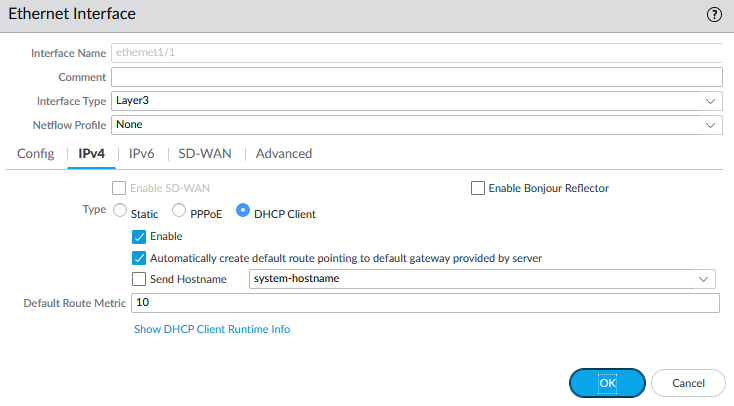 Ethernet Interface
Interface Name ethernet1/1
Comment
Interface Type Layer3
Netflow Profile None
Config IPv4 IPv6 SD-WAN Advanced
Enable SD-WAN Enable Bonjour Reflector
Type Static PPPoE DHCP Client
Enable
Automatically create default route pointing to default gateway provided by server
Send Hostname system-hostname
Default Route Metric 10
Show DHCP Client Runtime Info
OK Cancel